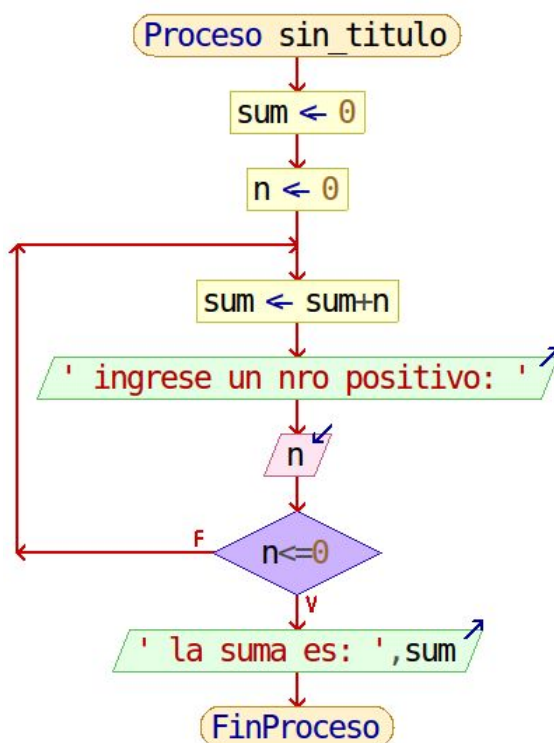 Proceso sin_titulo
sum ← 0
n ← 0
sum ← sum+n
' ingrese un nro positivo: '
n
F
n<=0
V
' la suma es: ',sum
FinProceso